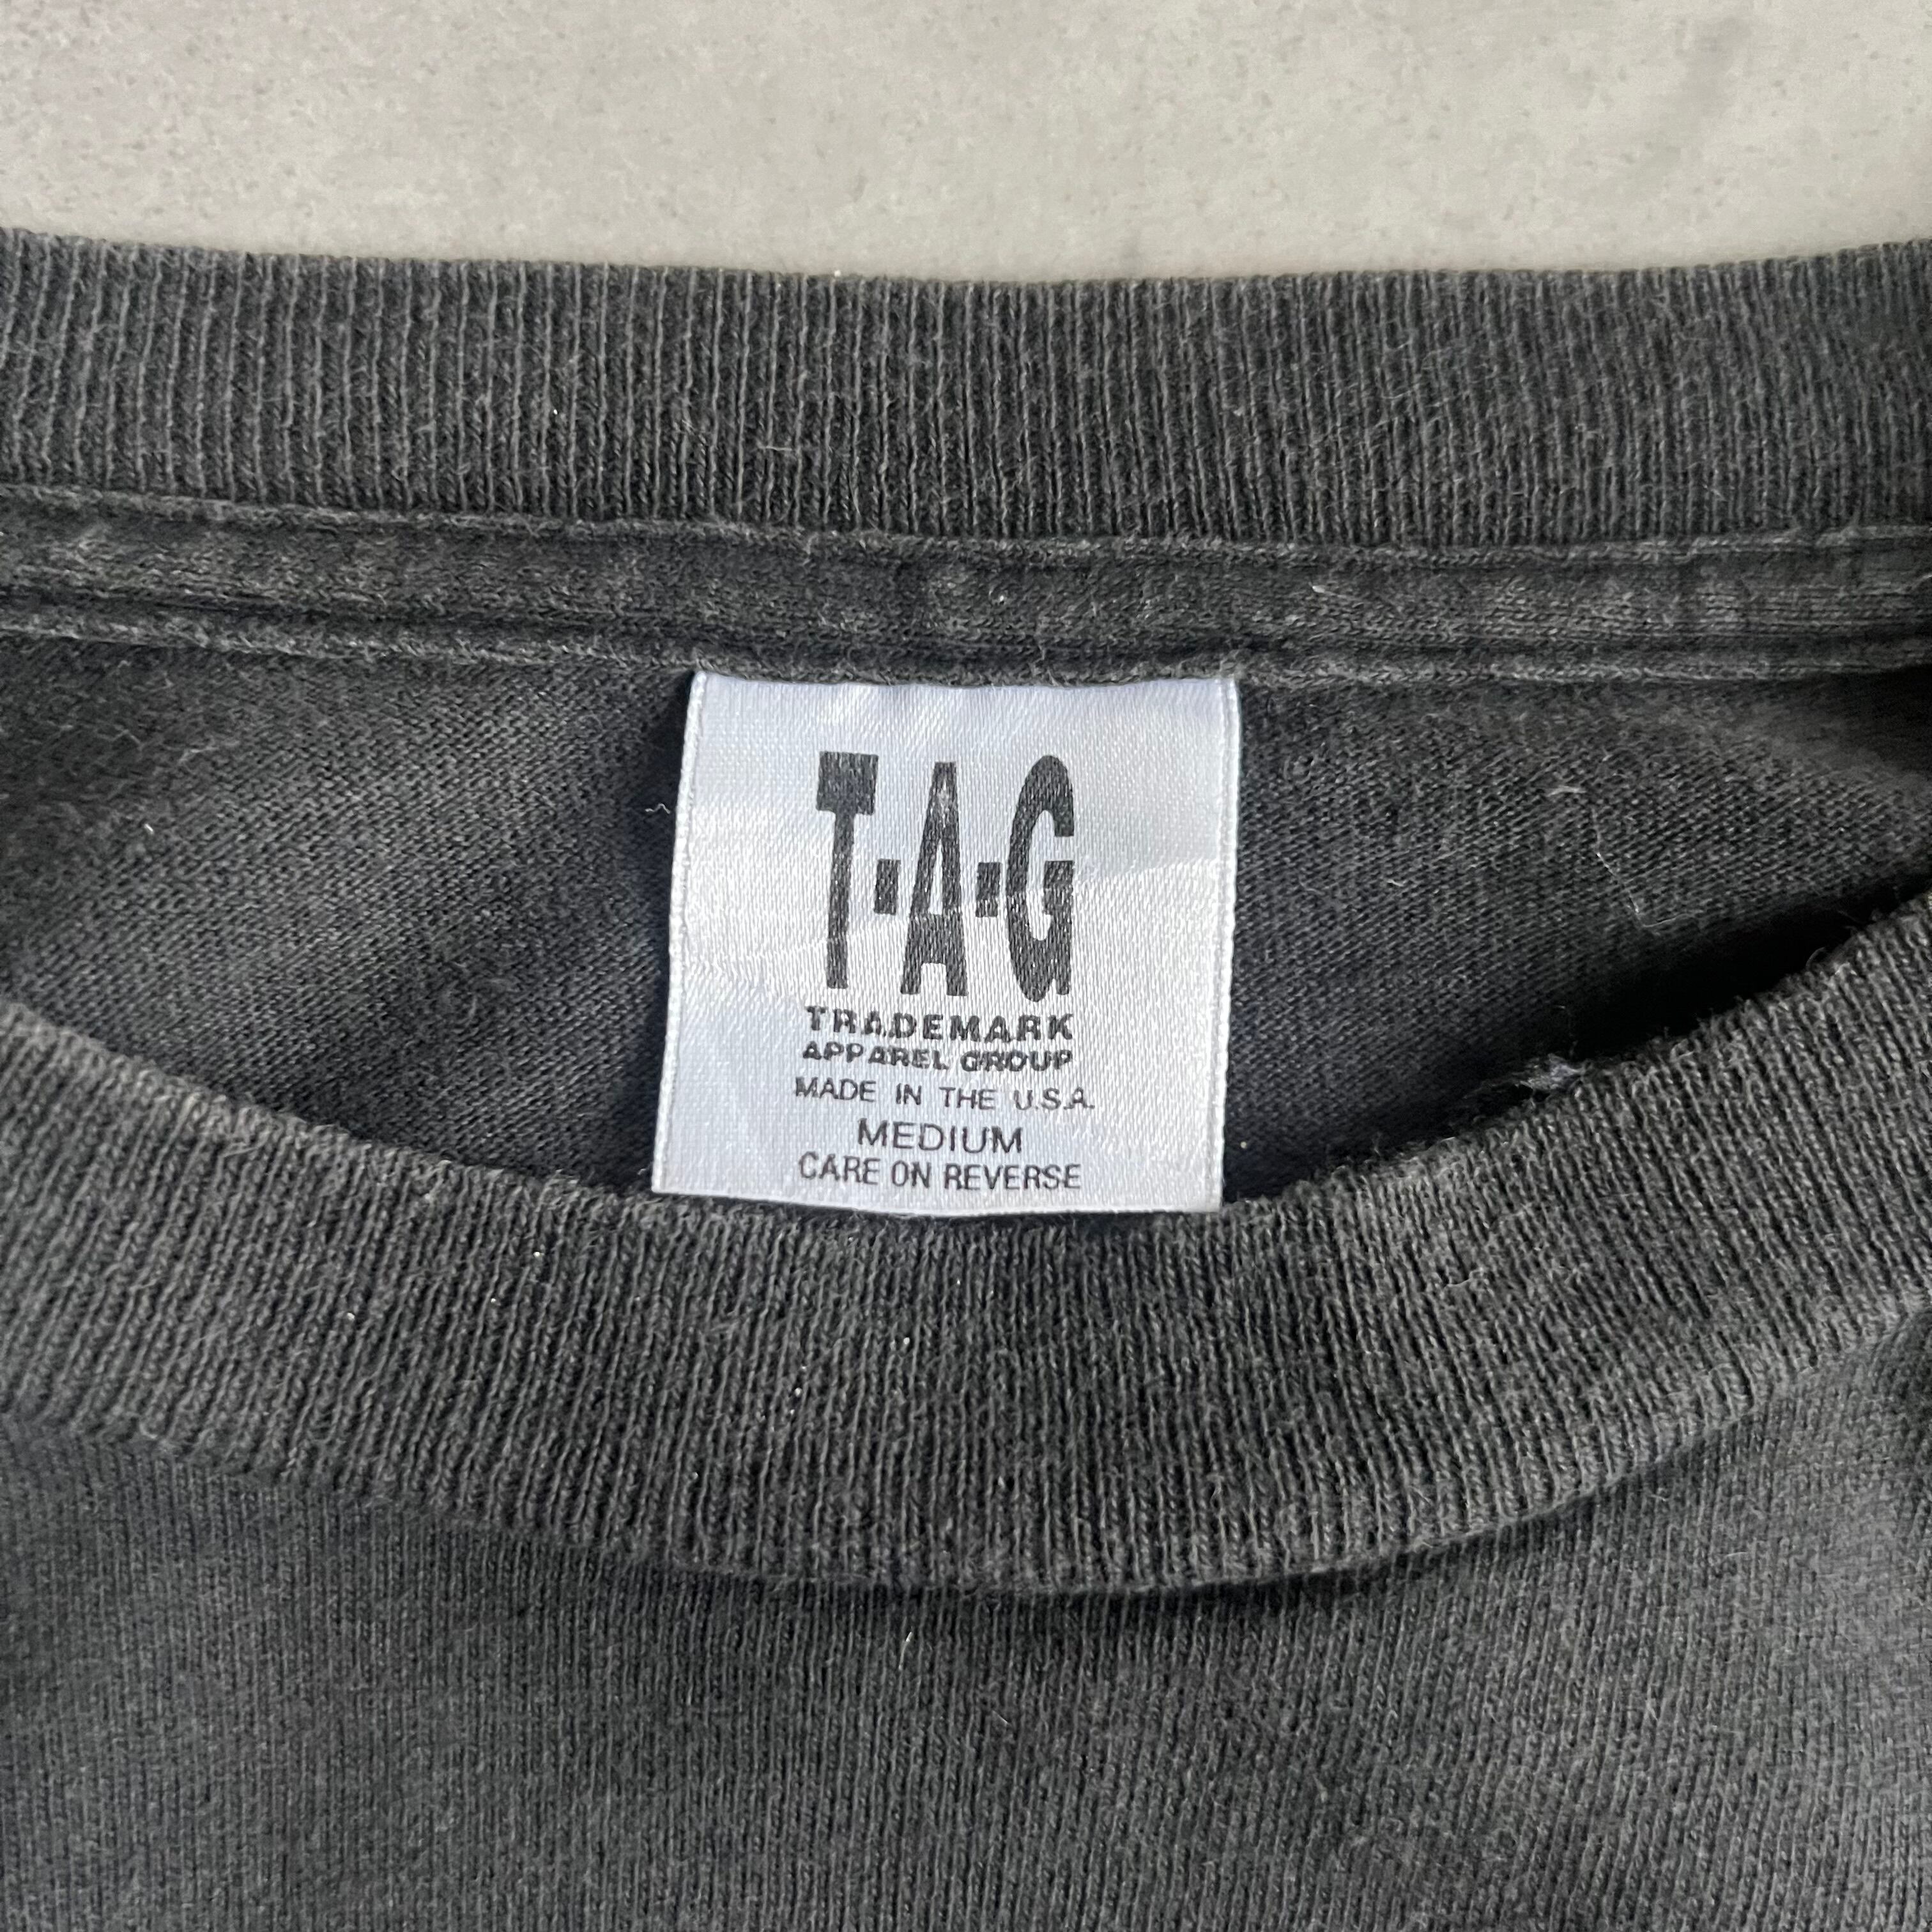 T-A-G
TRADEMARK
APPAREL GROUP
MADE IN THE U.S.A.
MEDIUM
CARE ON REVERSE